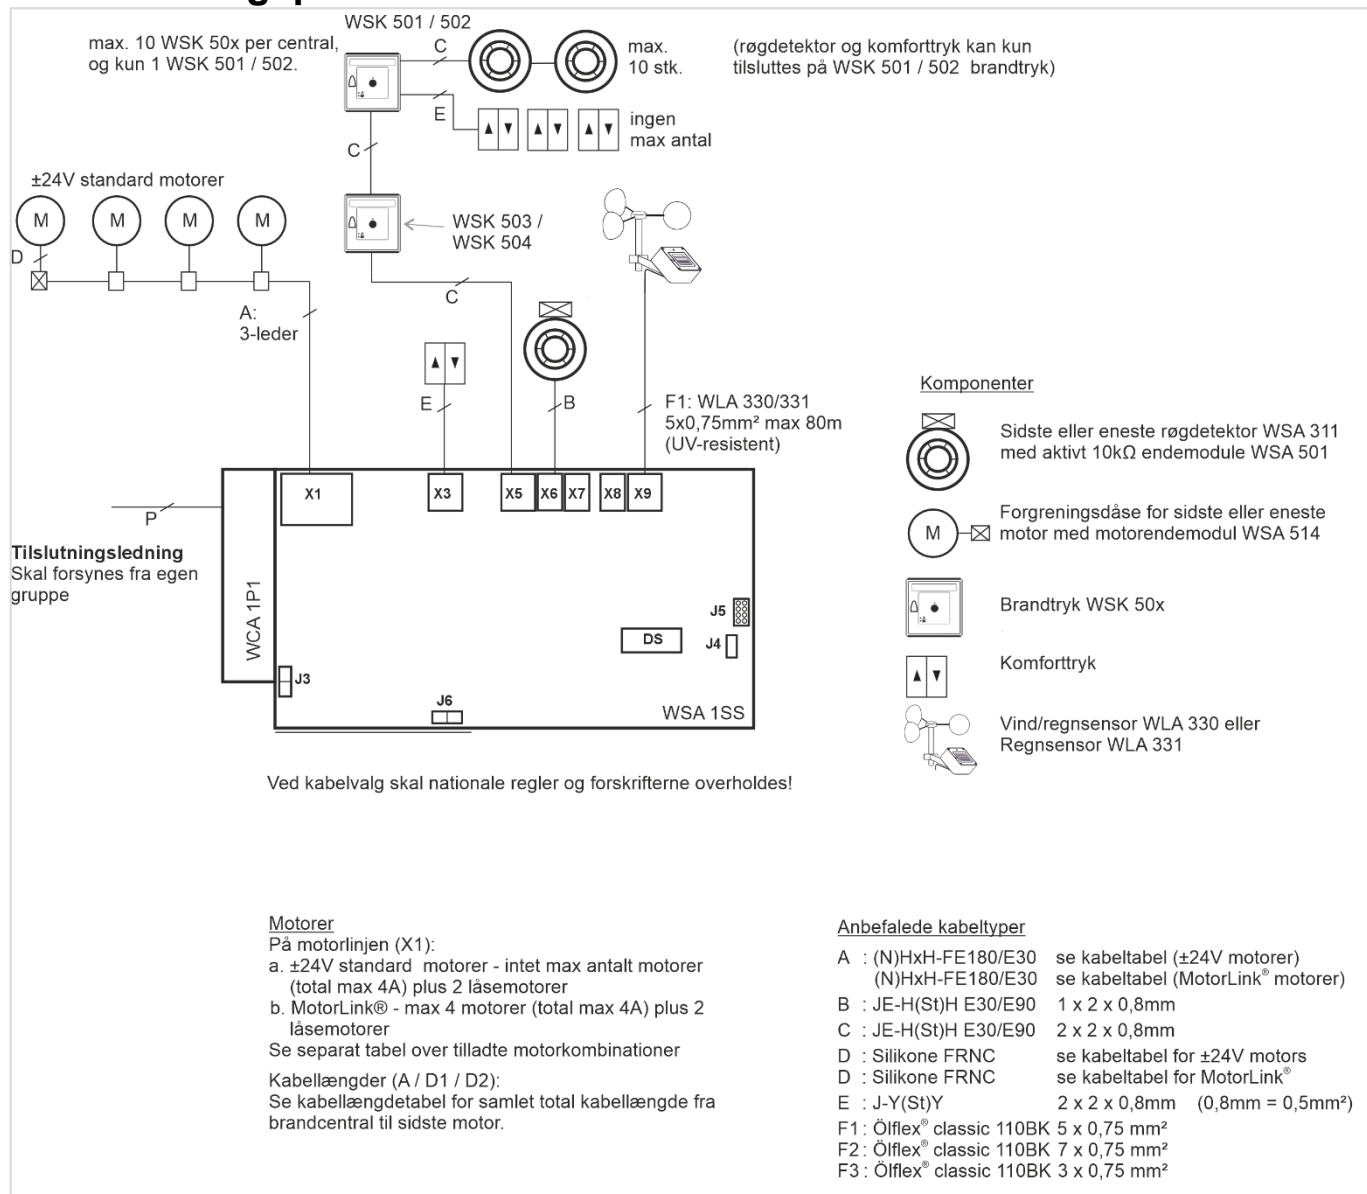 WSK 501 / 502
max. 10 WSK 50x per central,
og kun 1 WSK 501 / 502.
C
max.
10 stk.
(røgdetektor og komforttryk kan kun
tilsluttes på WSK 501 / 502  brandtryk)
E
ingen
max antal
C
±24V standard motorer
M
M
M
M
D
WSK 503 /
WSK 504
C
A:
3-leder
E
B
F1: WLA 330/331
5x0,75mm² max 80m
(UV-resistent)
X1
X3
X5
X6
X7
X8
X9
P
Tilslutningsledning
Skal forsynes fra egen
gruppe
WCA 1P1
J3
J6
DS
J5
J4
WSA 1SS
Komponenter
Sidste eller eneste røgdetektor WSA 311
med aktivt 10kΩ endemodule WSA 501
M
Forgreningsdåse for sidste eller eneste
motor med motorendemodul WSA 514
Brandtryk WSK 50x
Komforttryk
Vind/regnsensor WLA 330 eller
Regnsensor WLA 331
Ved kabelvalg skal nationale regler og forskrifterne overholdes!
Motorer
På motorlinjen (X1):
a. ±24V standard  motorer - intet max antalt motorer
(total max 4A) plus 2 låsemotorer
b. MotorLink® - max 4 motorer (total max 4A) plus 2
låsemotorer
Se separat tabel over tilladte motorkombinationer
Kabellængder (A / D1 / D2):
Se kabellængdetabel for samlet total kabellængde fra
brandcentral til sidste motor.
Anbefalede kabeltyper
A : (N)HxH-FE180/E30 se kabeltabel (±24V motorer)
(N)HxH-FE180/E30 se kabeltabel (MotorLink® motorer)
B : JE-H(St)H E30/E90 1 x 2 x 0,8mm
C : JE-H(St)H E30/E90 2 x 2 x 0,8mm
D : Silikone FRNC se kabeltabel for ±24V motors
D : Silikone FRNC se kabeltabel for MotorLink®
E : J-Y(St)Y 2 x 2 x 0,8mm (0,8mm = 0,5mm²)
F1: Ölflex® classic 110BK 5 x 0,75 mm²
F2: Ölflex® classic 110BK 7 x 0,75 mm²
F3: Ölflex® classic 110BK 3 x 0,75 mm²